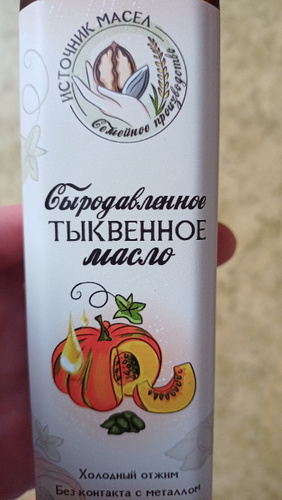 ИСТОЧНИК МАСЕЛ
Семейное производство
Сыродавленное
ТЫКВЕННОЕ
масло
Холодный отжим
Без контакта с металлом